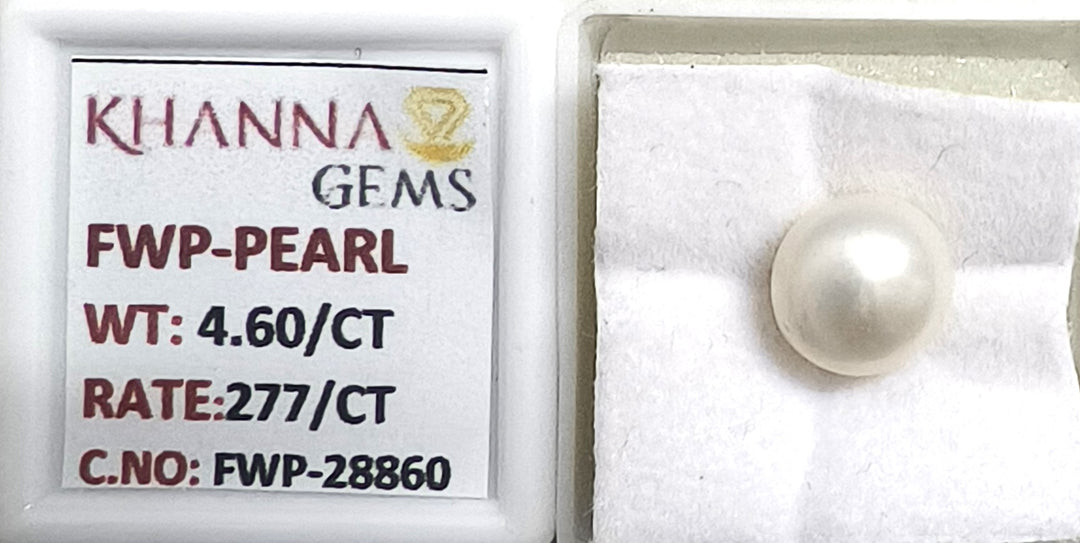 KHANNA
GEMS
FWP-PEARL
WT: 4.60/CT
RATE:277/CT
C.NO: FWP-28860